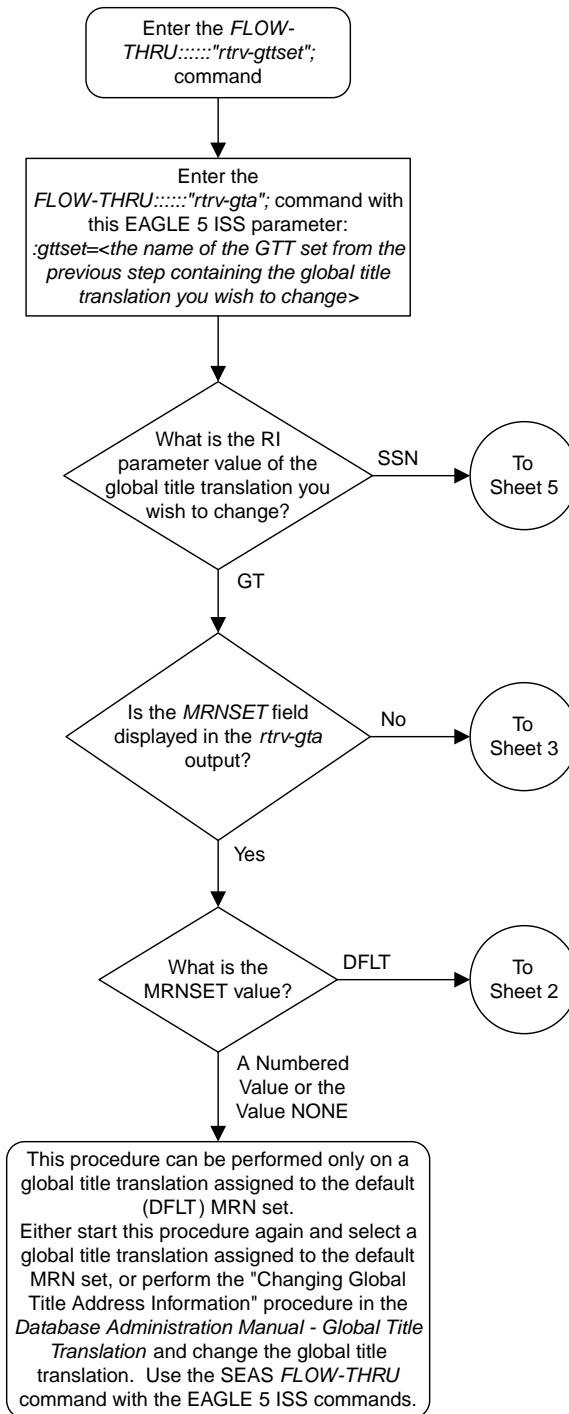 Enter the FLOW-
THRU::::::"rtrv-gttset";
command
Enter the
FLOW-THRU::::::"rtrv-gta"; command with
this EAGLE 5 ISS parameter:
:gttset=<the name of the GTT set from the
previous step containing the global title
translation you wish to change>
What is the RI
parameter value of the
global title translation you
wish to change?
SSN
To
Sheet 5
GT
Is the MRNSET field
displayed in the rtrv-gta
output?
No
To
Sheet 3
Yes
What is the
MRNSET value?
DFLT
To
Sheet 2
A Numbered
Value or the
Value NONE
This procedure can be performed only on a
global title translation assigned to the default
(DFLT) MRN set.
Either start this procedure again and select a
global title translation assigned to the default
MRN set, or perform the "Changing Global
Title Address Information" procedure in the
Database Administration Manual - Global Title
Translation and change the global title
translation.  Use the SEAS FLOW-THRU
command with the EAGLE 5 ISS commands.